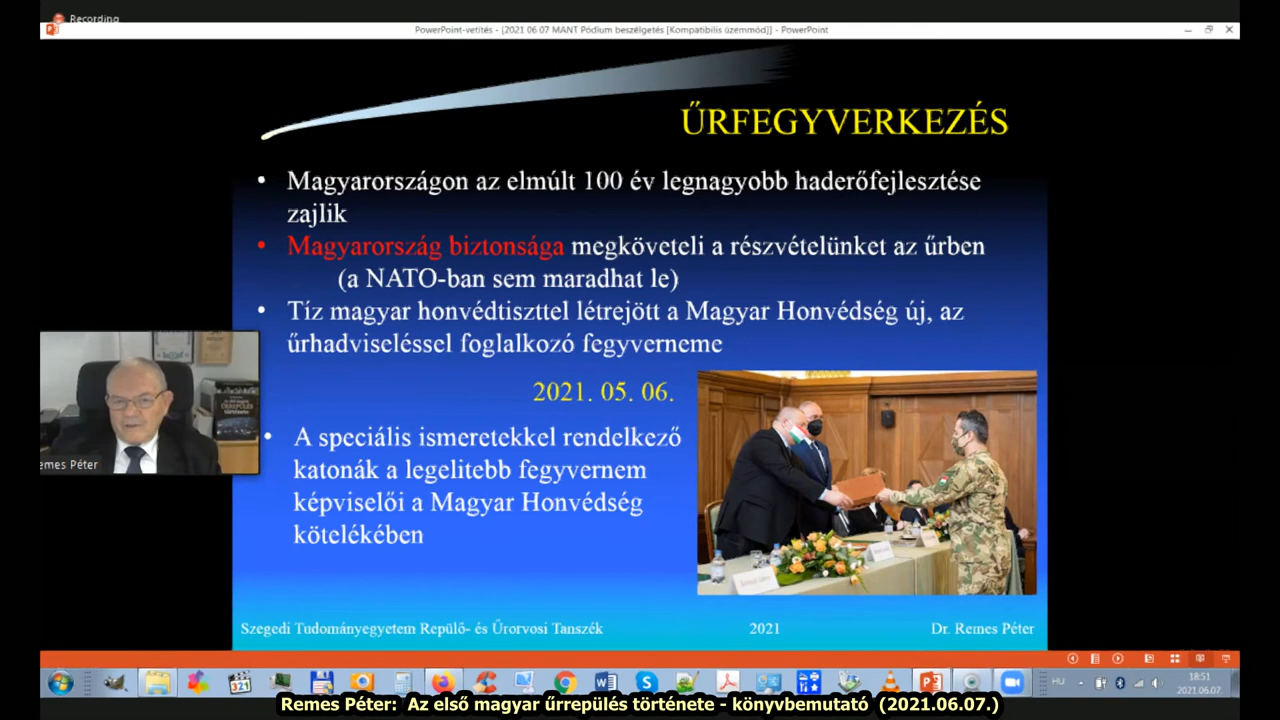 Recording
PowerPoint-vetítés - [2021 06 07 MANT Pódium beszélgetés [Kompatibilis üzemmód]] - PowerPoint
ŰRFEGYVERKEZÉS
• Magyarországon az elmúlt 100 év legnagyobb haderőfejlesztése
zajlik
• Magyarország biztonsága megköveteli a részvételünket az űrben
(a NATO-ban sem maradhat le)
• Tíz magyar honvédtiszttel létrejött a Magyar Honvédség új, az
űrhadviseléssel foglalkozó fegyverneme
2021. 05. 06.
• A speciális ismeretekkel rendelkező
katonák a legelitebb fegyvernem
képviselői a Magyar Honvédség
kötelékében
ŰRREPÜLÉS
története
emes Péter
Szegedi Tudományegyetem Repülő- és Űrorvosi Tanszék
2021
Dr. Remes Péter
321
HU
18:51
2021.06.07.
Remes Péter: Az első magyar űrrepülés története - könyvbemutató (2021.06.07.)